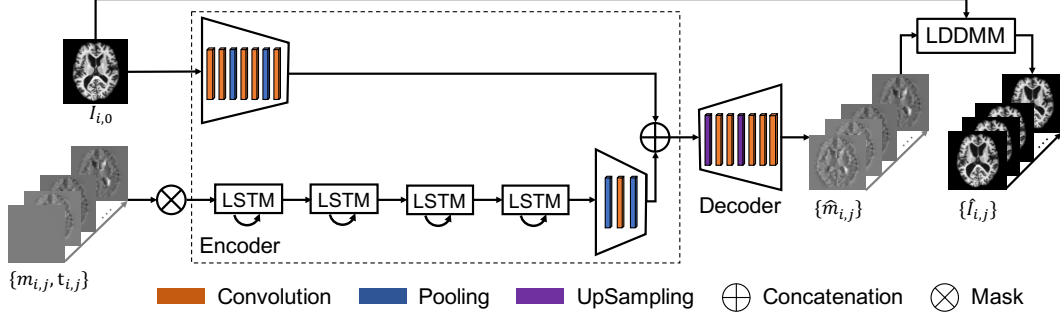 LDDMM
I_{i,0}
LSTM LSTM LSTM LSTM
Encoder
Decoder
{m̂_{i,j}}
{Î_{i,j}}
{m_{i,j}, t_{i,j}}
Convolution Pooling UpSampling Concatenation Mask